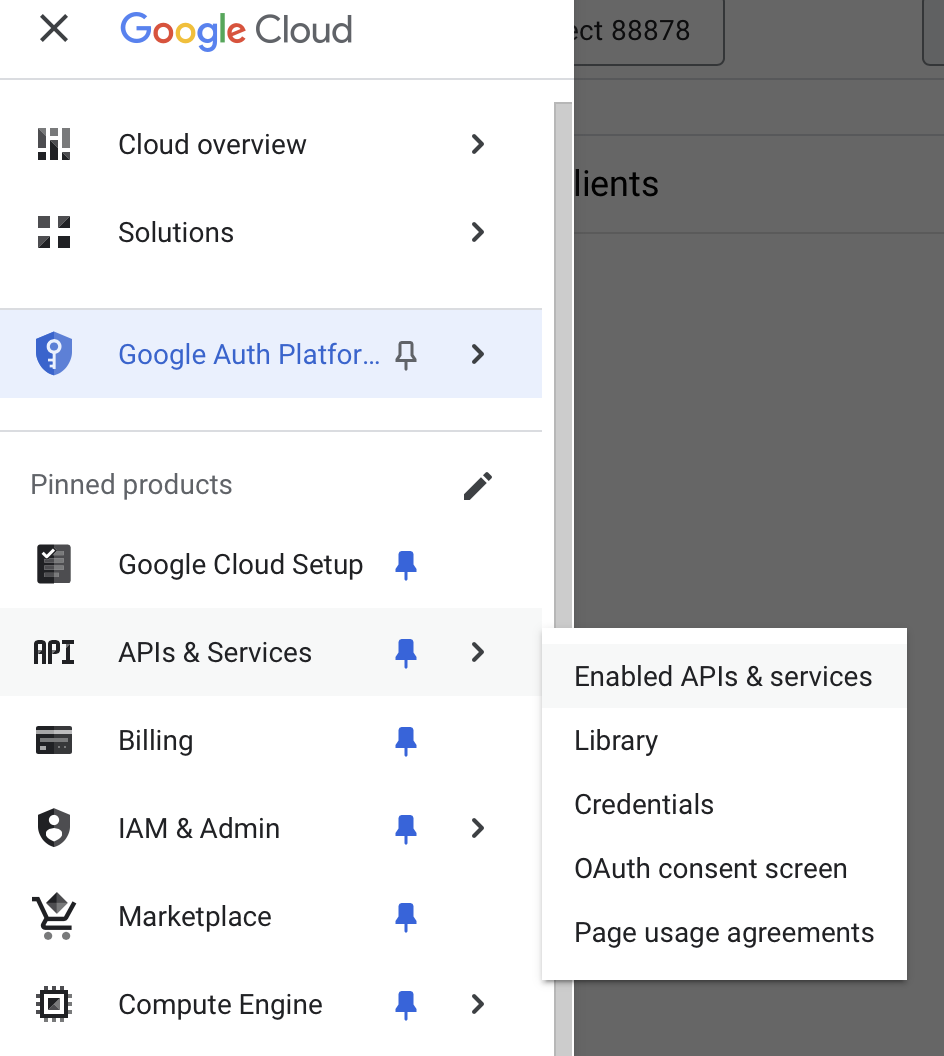 Google Cloud
ect 88878
Cloud overview
lients
Solutions
Google Auth Platfor...
Pinned products
Google Cloud Setup
API APIs & Services
Enabled APIs & services
Library
Billing
Credentials
IAM & Admin
OAuth consent screen
Marketplace
Page usage agreements
Compute Engine